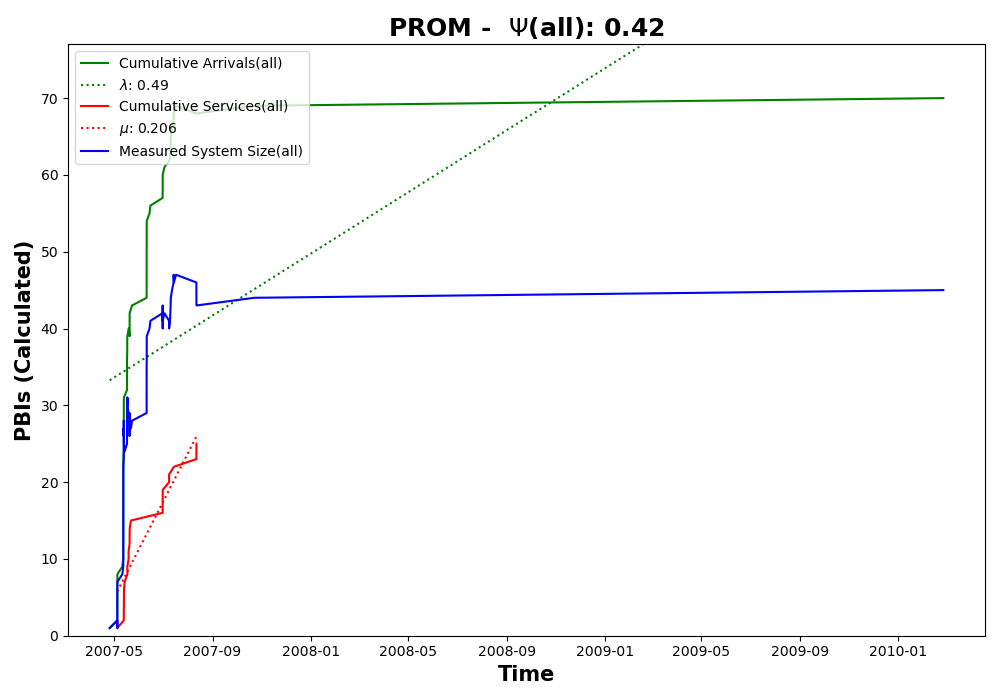 PROM -  Ψ(all): 0.42
Cumulative Arrivals(all)
λ: 0.49
Cumulative Services(all)
μ: 0.206
Measured System Size(all)
PBIs (Calculated)
70
60
50
40
30
20
10
0
2007-05 2007-09 2008-01 2008-05 2008-09 2009-01 2009-05 2009-09 2010-01
Time